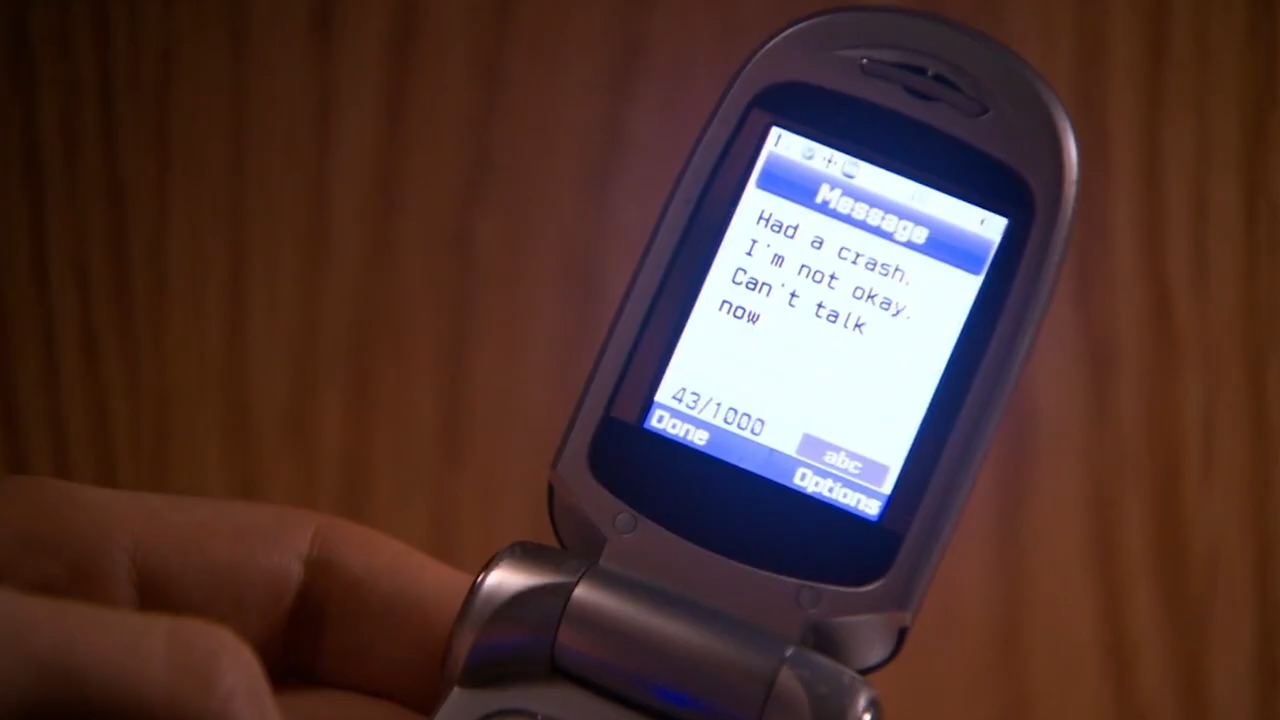 Message
Had a crash.
I'm not okay.
Can't talk
now
43/1000
abc
Done
Options